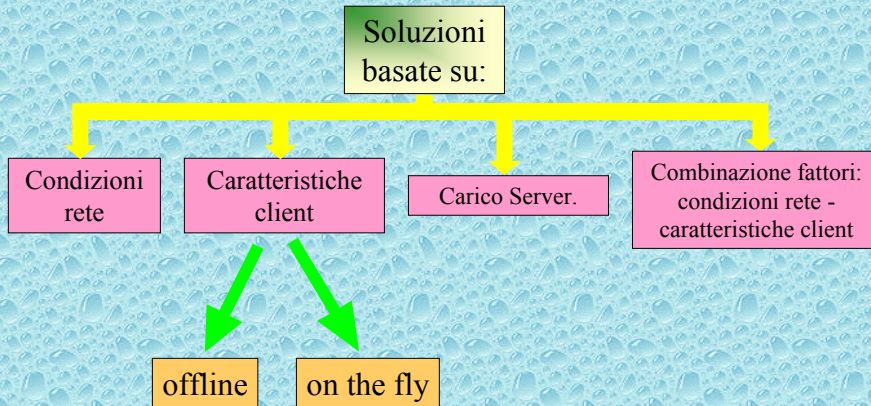 Soluzioni
basate su:
Condizioni
rete
Caratteristiche
client
Carico Server.
Combinazione fattori:
condizioni rete -
caratteristiche client
offline
on the fly